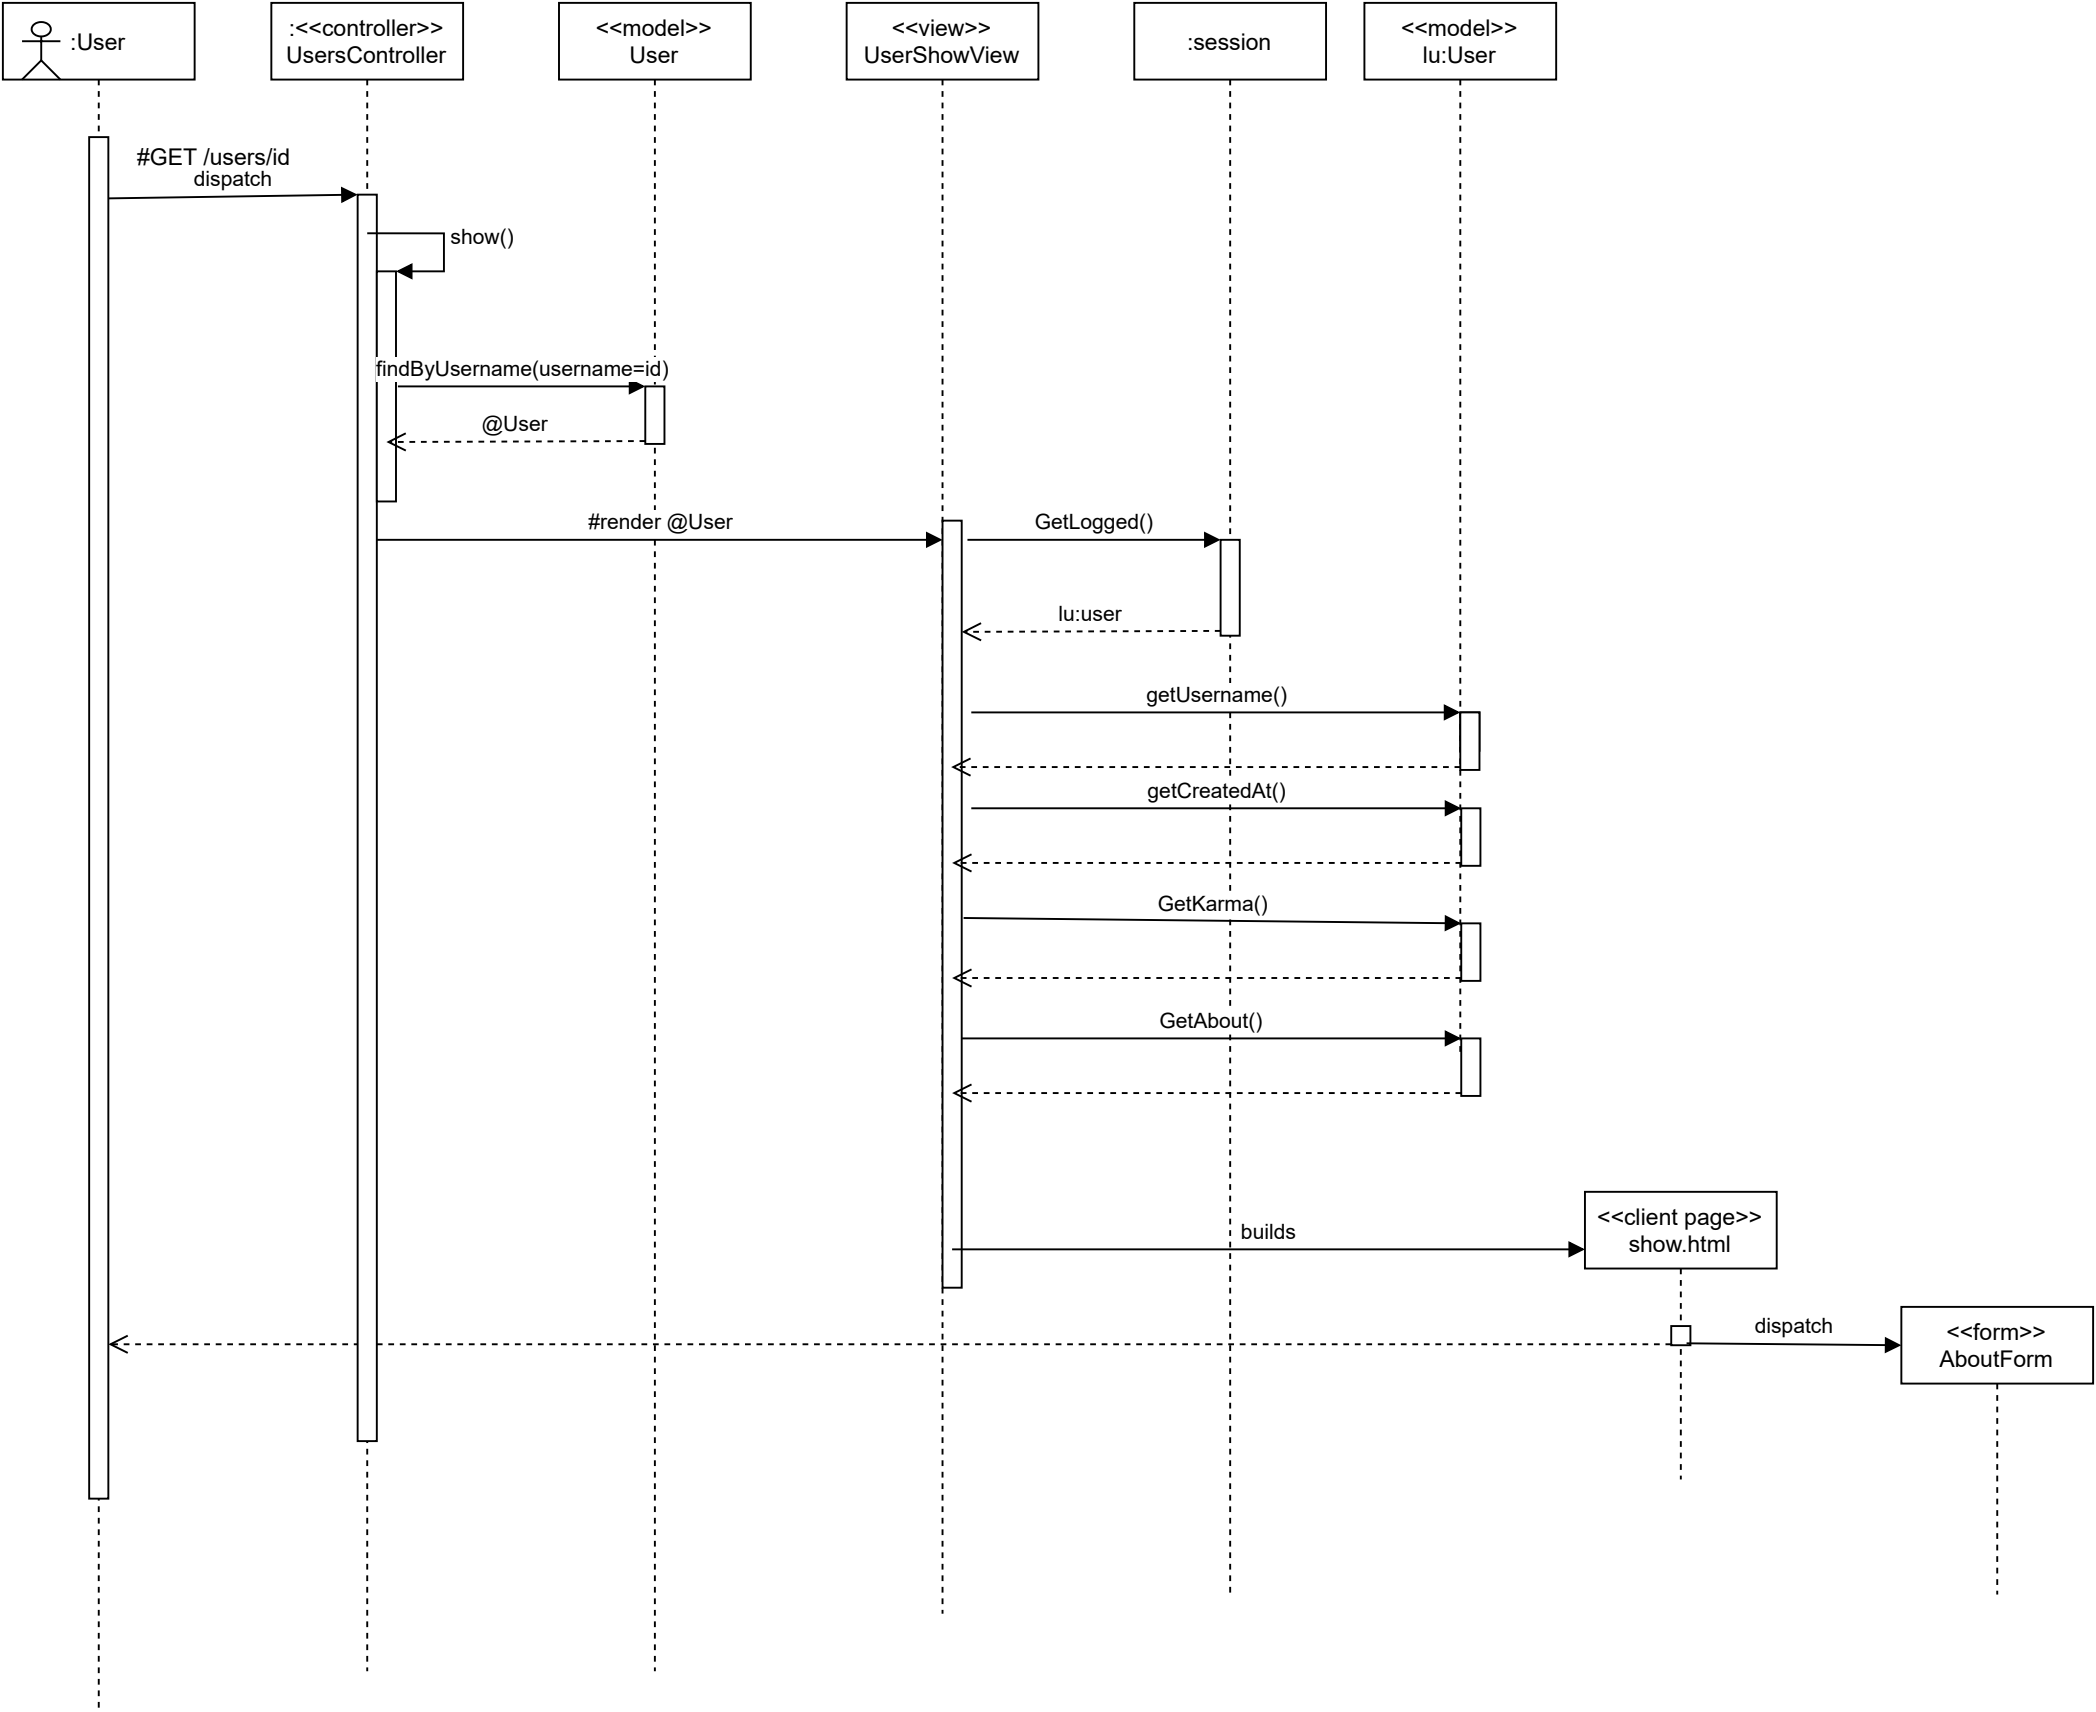 :User
:<<controller>>
UsersController
<<model>>
User
<<view>>
UserShowView
:session
<<model>>
lu:User
#GET /users/id
dispatch
show()
findByUsername(username=id)
@User
#render @User
GetLogged()
lu:user
getUsername()
getCreatedAt()
GetKarma()
GetAbout()
<<client page>>
show.html
builds
dispatch
<<form>>
AboutForm